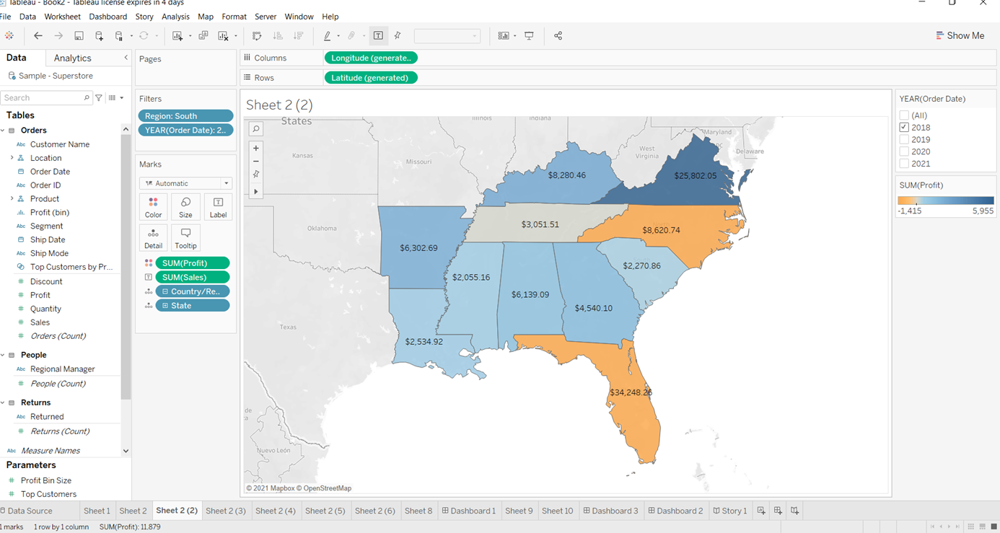 Tableau - Book2 - Tableau license expires in 4 days
File Data Worksheet Dashboard Story Analysis Map Format Server Window Help
Show Me
Data Analytics
Sample - Superstore
Search
Tables
Orders
Abc Customer Name
Location
Order Date
Abc Order ID
Product
Profit (bin)
Abc Segment
Ship Date
Abc Ship Mode
Top Customers by Pr...
# Discount
# Profit
# Quantity
# Sales
# Orders (Count)
People
Abc Regional Manager
# People (Count)
Returns
Abc Returned
# Returns (Count)
Abc Measure Names
Parameters
# Profit Bin Size
# Top Customers
Pages
Filters
Region: South
YEAR(Order Date): 2..
Marks
Automatic
Color Size Label
Detail Tooltip
SUM(Profit)
SUM(Sales)
Country/Re..
State
Columns Longitude (generate..
Rows Latitude (generated)
Sheet 2 (2)
States
Illinois
Indiana
Maryland
DC
Delaware
West
Virginia
Kansas
Missouri
Oklahoma
Texas
Nuevo León
$8,280.46
$25,802.05
$3,051.51
$8,620.74
$6,302.69
$2,055.16
$2,270.86
$6,139.09
$4,540.10
$2,534.92
$34,248.26
© 2021 Mapbox © OpenStreetMap
YEAR(Order Date)
(All)
2018
2019
2020
2021
SUM(Profit)
-1,415 5,955
Data Source Sheet 1 Sheet 2 Sheet 2 (2) Sheet 2 (3) Sheet 2 (4) Sheet 2 (5) Sheet 2 (6) Sheet 8 Dashboard 1 Sheet 9 Sheet 10 Dashboard 3 Dashboard 2 Story 1
1 marks 1 row by 1 column SUM(Profit): 11,879